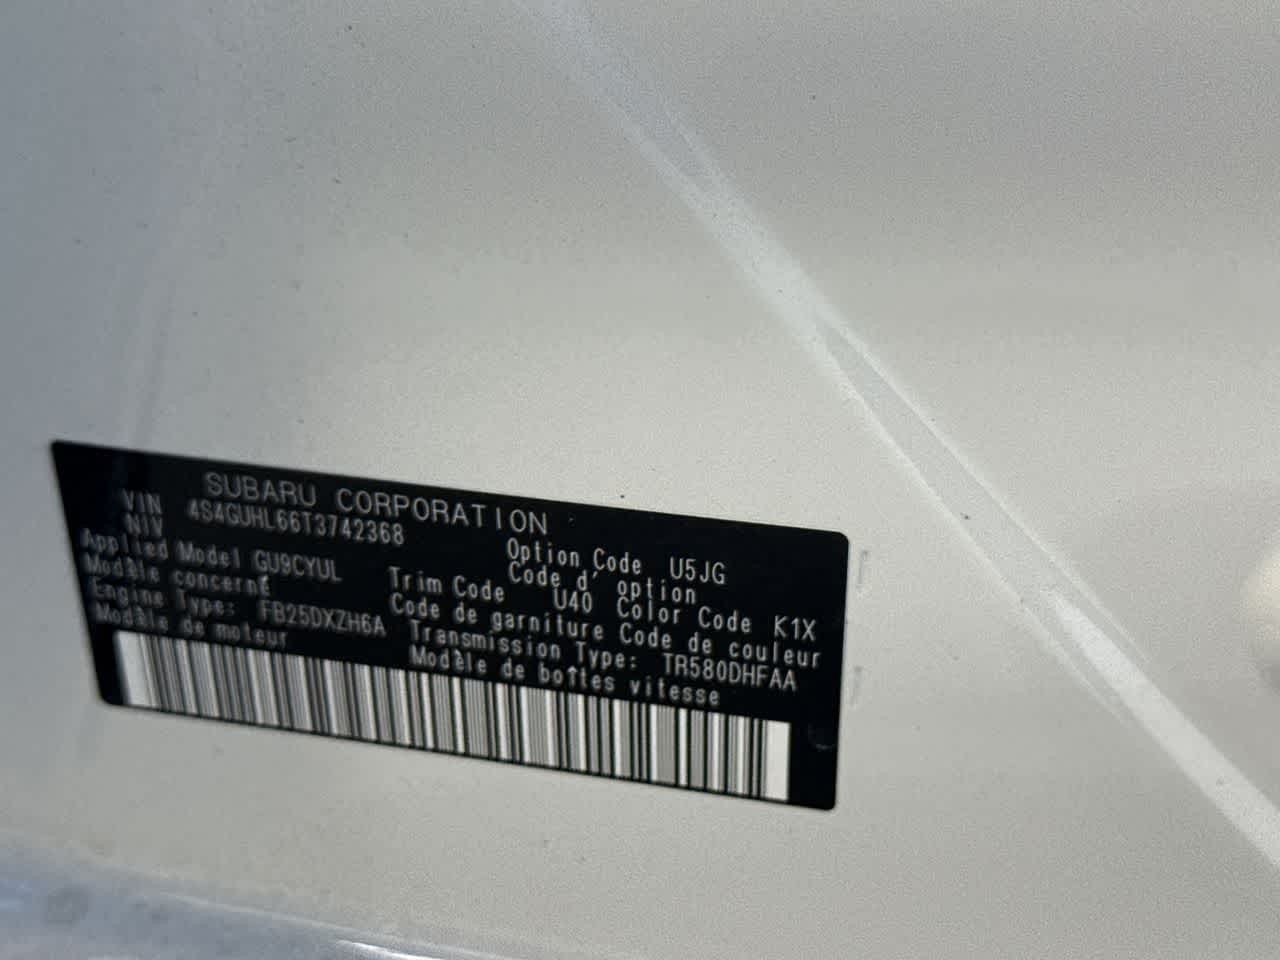 SUBARU CORPORATION
VIN 4S4GUHL66T3742368
NIV
Option Code U5JG
Code d' option
Applied Model GU9CYUL
Modèle concerné
Trim Code U40 Color Code K1X
Code de garniture Code de couleur
Engine Type: FB25DXZH6A
Modèle de moteur
Transmission Type: TR580DHFAA
Modèle de boîtes vitesse